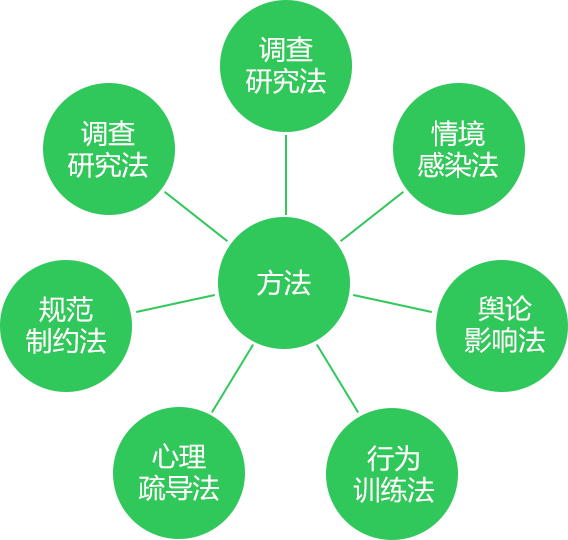 调查
研究法
调查
研究法
情境
感染法
方法
规范
制约法
舆论
影响法
心理
疏导法
行为
训练法